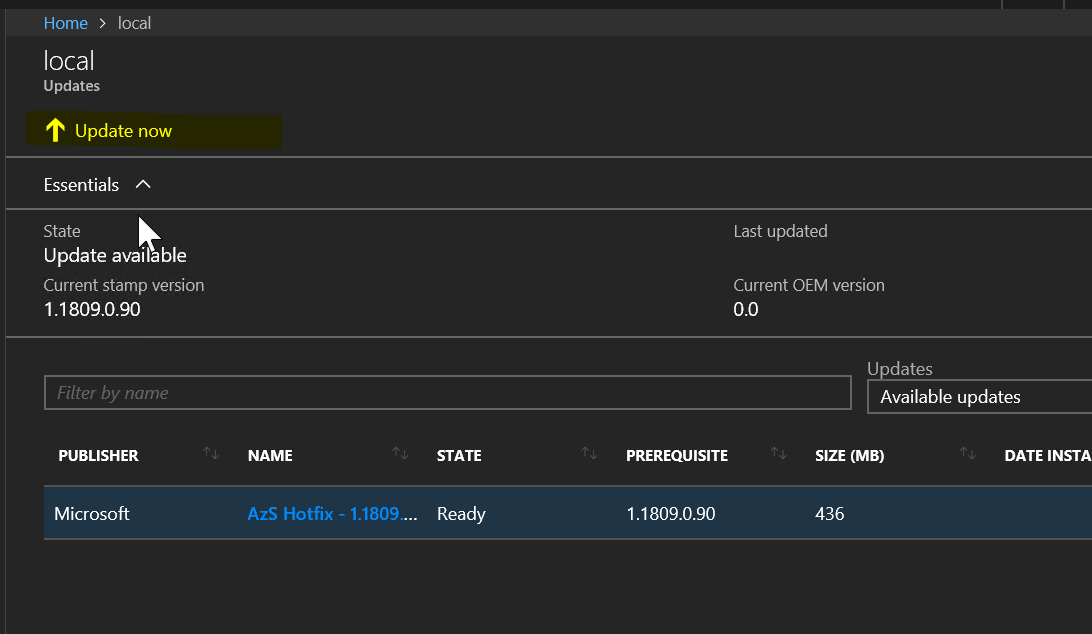 Home > local
local
Updates
Update now
Essentials
State
Update available
Last updated
Current stamp version
1.1809.0.90
Current OEM version
0.0
Filter by name
Updates
Available updates
PUBLISHER NAME STATE PREREQUISITE SIZE (MB) DATE INSTA
Microsoft AzS Hotfix - 1.1809.... Ready 1.1809.0.90 436